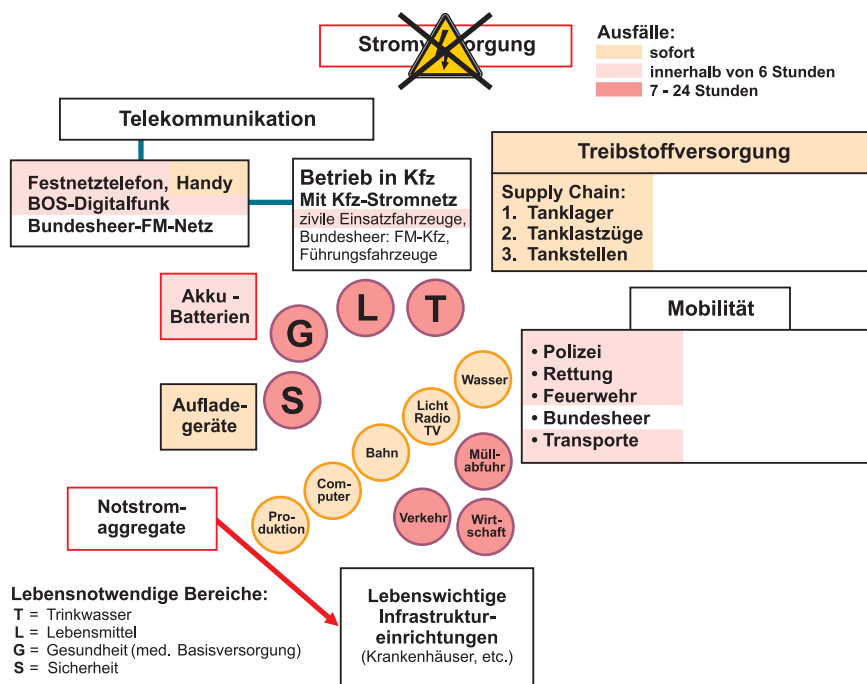 Stromversorgung
Ausfälle:
sofort
innerhalb von 6 Stunden
7 - 24 Stunden
Telekommunikation
Festnetztelefon, Handy
BOS-Digitalfunk
Bundesheer-FM-Netz
Betrieb in Kfz
Mit Kfz-Stromnetz
zivile Einsatzfahrzeuge,
Bundesheer: FM-Kfz,
Führungsfahrzeuge
Treibstoffversorgung
Supply Chain:
1. Tanklager
2. Tanklastzüge
3. Tankstellen
Akku -
Batterien
G
L
T
S
Mobilität
• Polizei
• Rettung
• Feuerwehr
• Bundesheer
• Transporte
Auflade-
geräte
Wasser
Licht
Radio
TV
Bahn
Com-
puter
Pro-
duktion
Müll-
abfuhr
Verkehr
Wirt-
schaft
Notstrom-
aggregate
Lebenswichtige
Infrastruktur-
einrichtungen
(Krankenhäuser, etc.)
Lebensnotwendige Bereiche:
T = Trinkwasser
L = Lebensmittel
G = Gesundheit (med. Basisversorgung)
S = Sicherheit